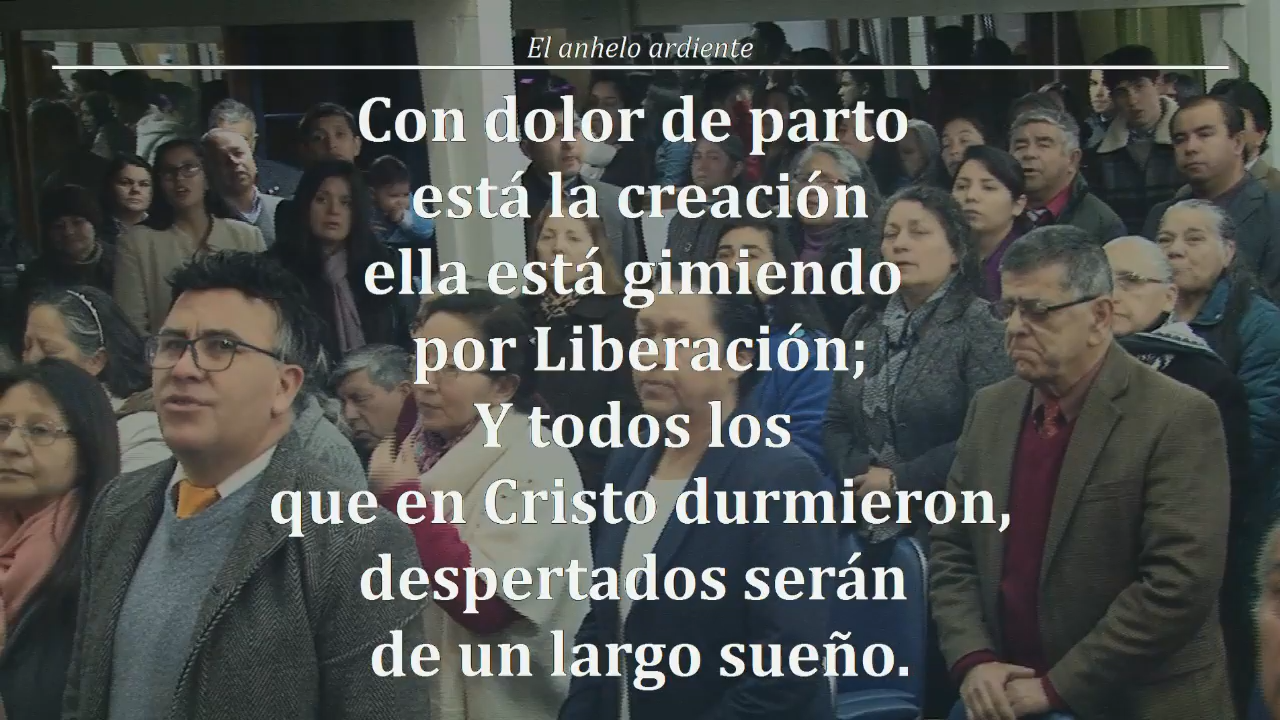 El anhelo ardiente
Con dolor de parto
está la creación
ella está gimiendo
por Liberación;
Y todos los
que en Cristo durmieron,
despertados serán
de un largo sueño.